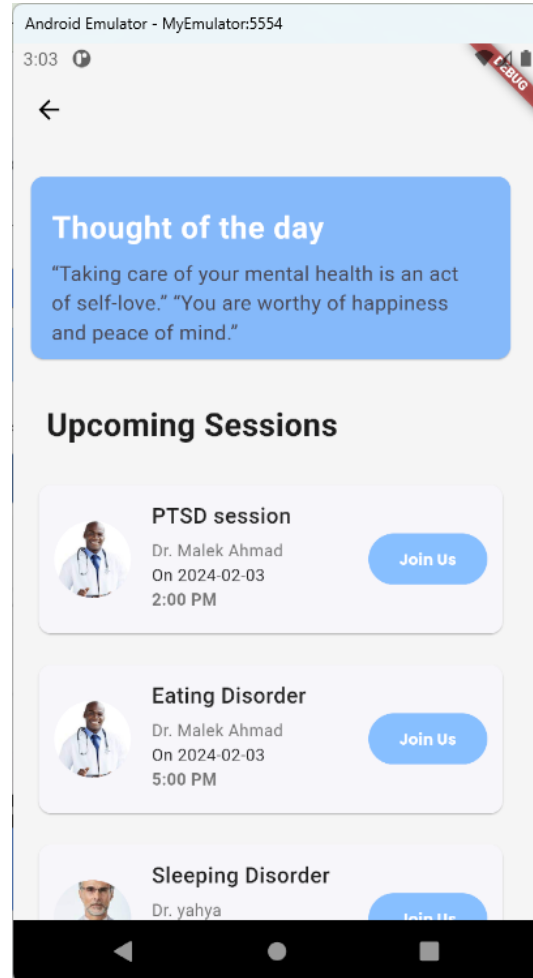 Android Emulator - MyEmulator:5554
3:03
DEBUG
Thought of the day
“Taking care of your mental health is an act
of self-love.” “You are worthy of happiness
and peace of mind.”
Upcoming Sessions
PTSD session
Dr. Malek Ahmad
On 2024-02-03
2:00 PM
Join Us
Eating Disorder
Dr. Malek Ahmad
On 2024-02-03
5:00 PM
Join Us
Sleeping Disorder
Dr. yahya
Join Us